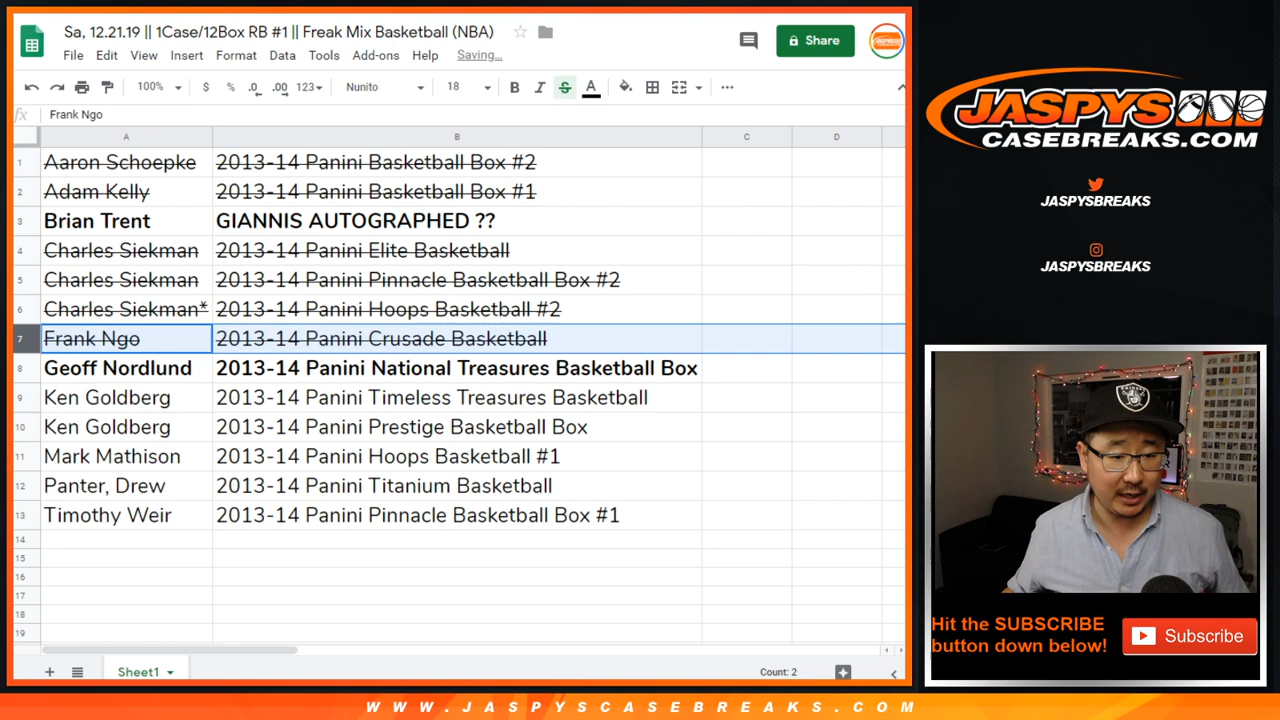 Sa, 12.21.19 || 1Case/12Box RB #1 || Freak Mix Basketball (NBA)
Share
File Edit View Insert Format Data Tools Add-ons Help Saving...
100% $ % .0 .00 123 Nunito 18 B I S A
fx Frank Ngo
A B C D
1 Aaron Schoepke 2013-14 Panini Basketball Box #2
2 Adam Kelly 2013-14 Panini Basketball Box #1
3 Brian Trent GIANNIS AUTOGRAPHED ??
4 Charles Siekman 2013-14 Panini Elite Basketball
5 Charles Siekman 2013-14 Panini Pinnacle Basketball Box #2
6 Charles Siekman* 2013-14 Panini Hoops Basketball #2
7 Frank Ngo 2013-14 Panini Crusade Basketball
8 Geoff Nordlund 2013-14 Panini National Treasures Basketball Box
9 Ken Goldberg 2013-14 Panini Timeless Treasures Basketball
10 Ken Goldberg 2013-14 Panini Prestige Basketball Box
11 Mark Mathison 2013-14 Panini Hoops Basketball #1
12 Panter, Drew 2013-14 Panini Titanium Basketball
13 Timothy Weir 2013-14 Panini Pinnacle Basketball Box #1
14
15
16
17
18
19
Sheet1
Count: 2
JASPYS
CASEBREAKS.COM
JASPYSBREAKS
JASPYSBREAKS
RAIDERS
Hit the SUBSCRIBE
button down below!
Subscribe
WWW.JASPYSCASEBREAKS.COM